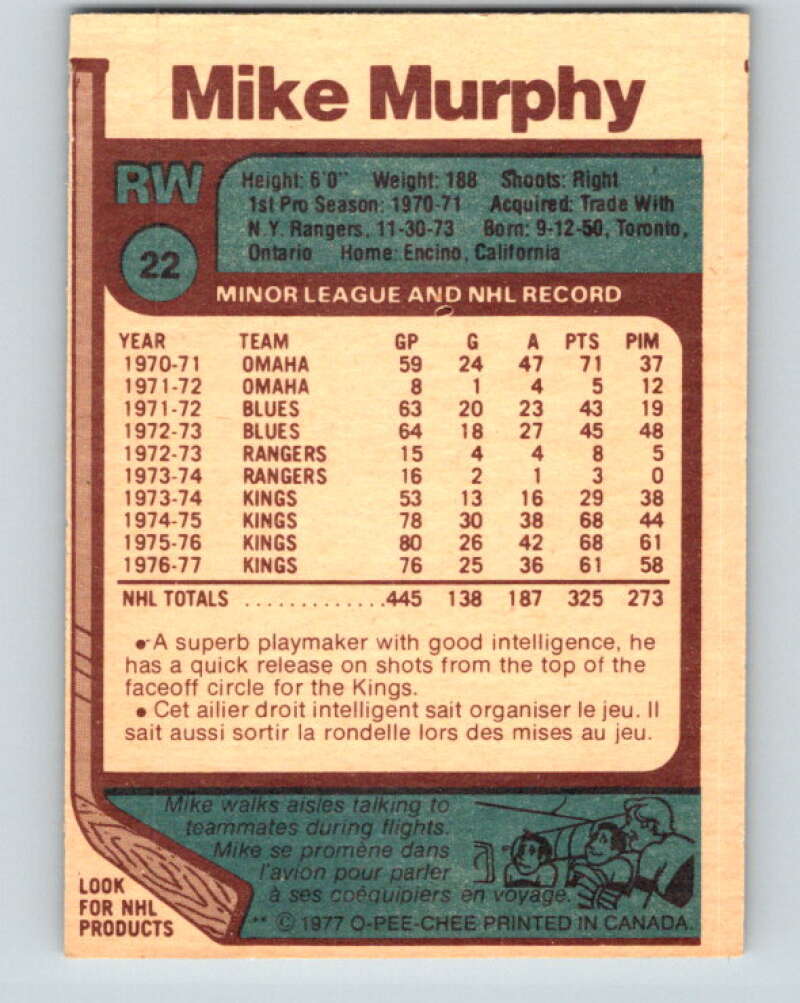 Mike Murphy
RW
Height: 6'0" Weight: 188 Shoots: Right
1st Pro Season: 1970-71 Acquired: Trade With
N.Y. Rangers, 11-30-73 Born: 9-12-50, Toronto,
Ontario Home: Encino, California
22
MINOR LEAGUE AND NHL RECORD
YEAR TEAM GP G A PTS PIM
1970-71 OMAHA 59 24 47 71 37
1971-72 OMAHA 8 1 4 5 12
1971-72 BLUES 63 20 23 43 19
1972-73 BLUES 64 18 27 45 48
1972-73 RANGERS 15 4 4 8 5
1973-74 RANGERS 16 2 1 3 0
1973-74 KINGS 53 13 16 29 38
1974-75 KINGS 78 30 38 68 44
1975-76 KINGS 80 26 42 68 61
1976-77 KINGS 76 25 36 61 58
NHL TOTALS .............445 138 187 325 273
• A superb playmaker with good intelligence, he
has a quick release on shots from the top of the
faceoff circle for the Kings.
• Cet ailier droit intelligent sait organiser le jeu. Il
sait aussi sortir la rondelle lors des mises au jeu.
Mike walks aisles talking to
teammates during flights.
Mike se promène dans
l'avion pour parler
à ses coéquipiers en voyage.
LOOK
FOR NHL
PRODUCTS
** © 1977 O-PEE-CHEE PRINTED IN CANADA.